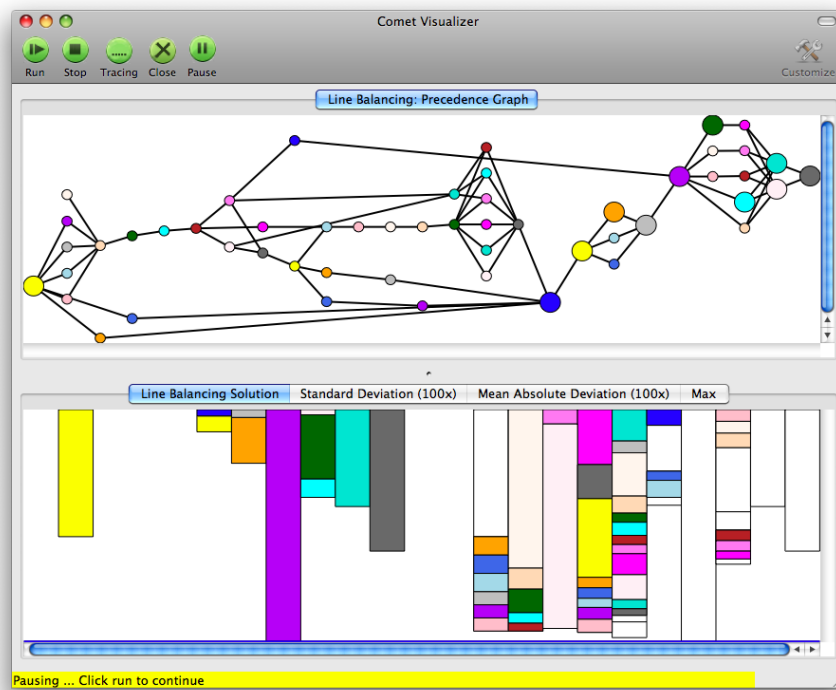 Comet Visualizer
Run Stop Tracing Close Pause Customize
Line Balancing: Precedence Graph
Line Balancing Solution Standard Deviation (100x) Mean Absolute Deviation (100x) Max
Pausing ... Click run to continue